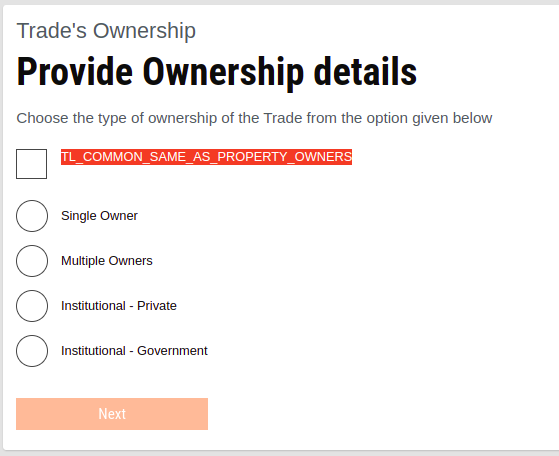 Trade's Ownership
Provide Ownership details
Choose the type of ownership of the Trade from the option given below
TL_COMMON_SAME_AS_PROPERTY_OWNERS
Single Owner
Multiple Owners
Institutional - Private
Institutional - Government
Next